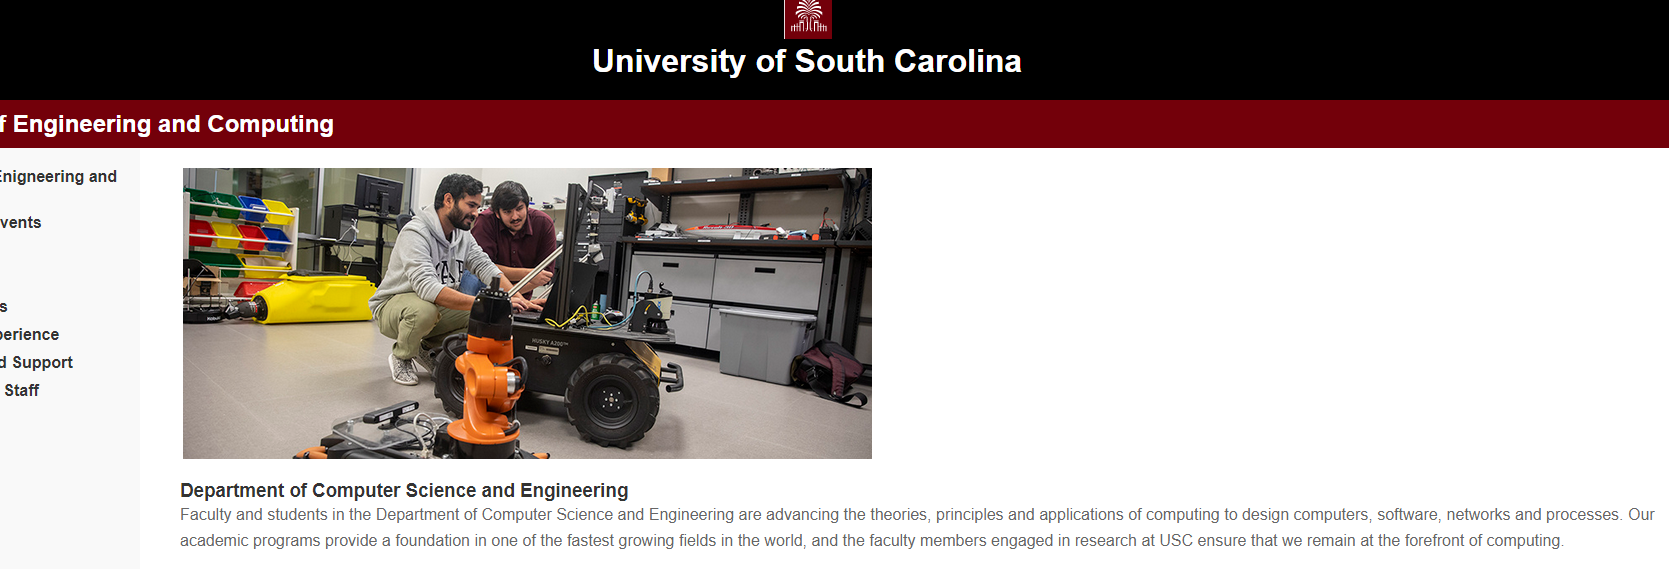 University of South Carolina
f Engineering and Computing
Enigneering and
vents
s
perience
d Support
Staff
HUSKY A200™
Department of Computer Science and Engineering
Faculty and students in the Department of Computer Science and Engineering are advancing the theories, principles and applications of computing to design computers, software, networks and processes. Our
academic programs provide a foundation in one of the fastest growing fields in the world, and the faculty members engaged in research at USC ensure that we remain at the forefront of computing.